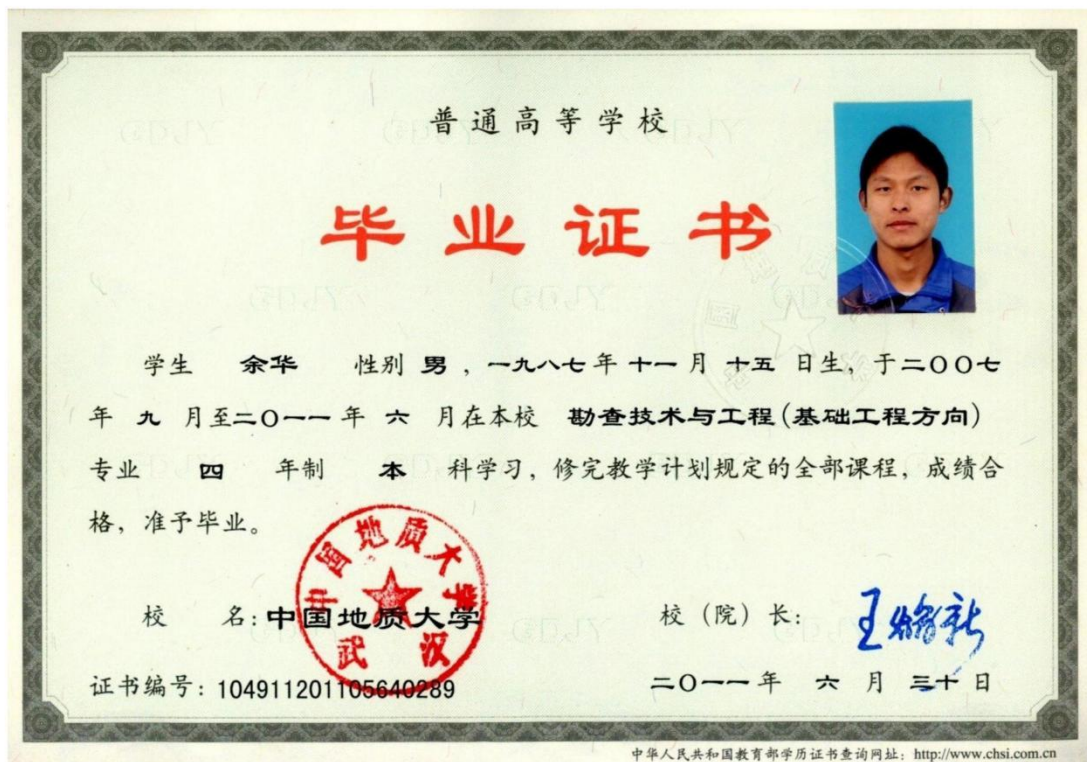 普通高等学校
毕业证书
学生 余华 性别 男 ，一九八七 年 十一 月 十五 日生，于二〇〇七
年 九 月至二〇一一 年 六 月在本校 勘查技术与工程(基础工程方向)
专业 四 年制 本 科学习，修完教学计划规定的全部课程，成绩合
格，准予毕业。
校 名：中国地质大学
中国地质大学
武汉
校（院）长：
王焰新
证书编号：104911201105640289
二〇一一 年 六 月 三十 日
中华人民共和国教育部学历证书查询网址：http://www.chsi.com.cn